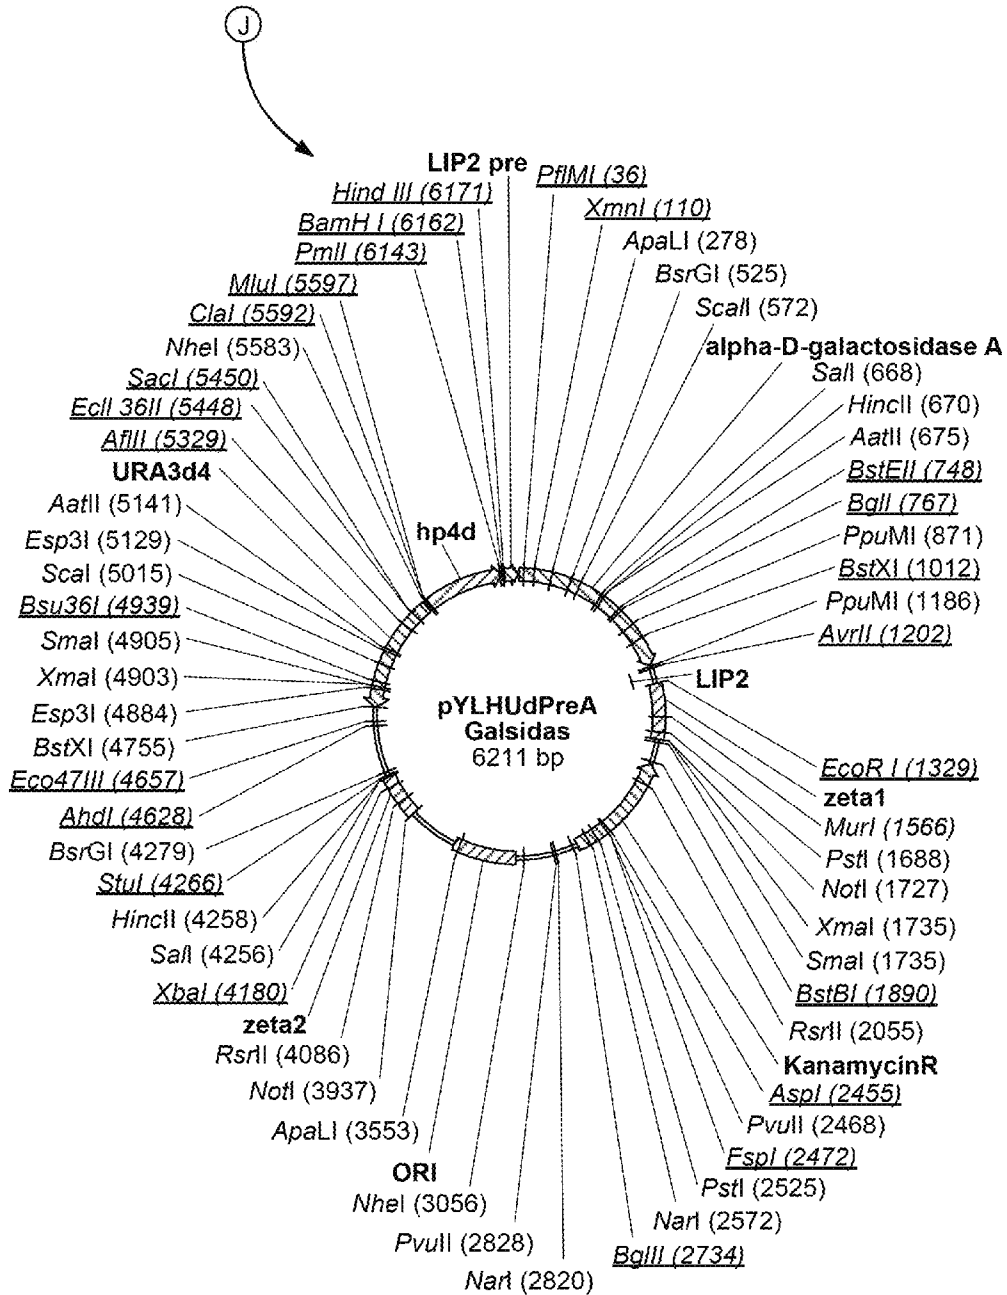 J
LIP2 pre
Hind III (6171)
BamH I (6162)
PmlI (6143)
MluI (5597)
ClaI (5592)
NheI (5583)
SacI (5450)
Ecll 36II (5448)
AflII (5329)
URA3d4
AatII (5141)
Esp3I (5129)
ScaI (5015)
Bsu36I (4939)
SmaI (4905)
XmaI (4903)
Esp3I (4884)
BstXI (4755)
Eco47III (4657)
AhdI (4628)
BsrGI (4279)
StuI (4266)
HincII (4258)
SalI (4256)
XbaI (4180)
zeta2
RsrII (4086)
NotI (3937)
ApaLI (3553)
ORI
NheI (3056)
PvuII (2828)
NarI (2820)
PflMI (36)
XmnI (110)
ApaLI (278)
BsrGI (525)
ScaII (572)
alpha-D-galactosidase A
SalI (668)
HincII (670)
AatII (675)
BstEII (748)
BglI (767)
PpuMI (871)
BstXI (1012)
PpuMI (1186)
AvrII (1202)
LIP2
EcoR I (1329)
zeta1
MurI (1566)
PstI (1688)
NotI (1727)
XmaI (1735)
SmaI (1735)
BstBI (1890)
RsrII (2055)
KanamycinR
AspI (2455)
PvuII (2468)
FspI (2472)
PstI (2525)
NarI (2572)
BglII (2734)
hp4d
pYLHUdPreA
Galsidas
6211 bp